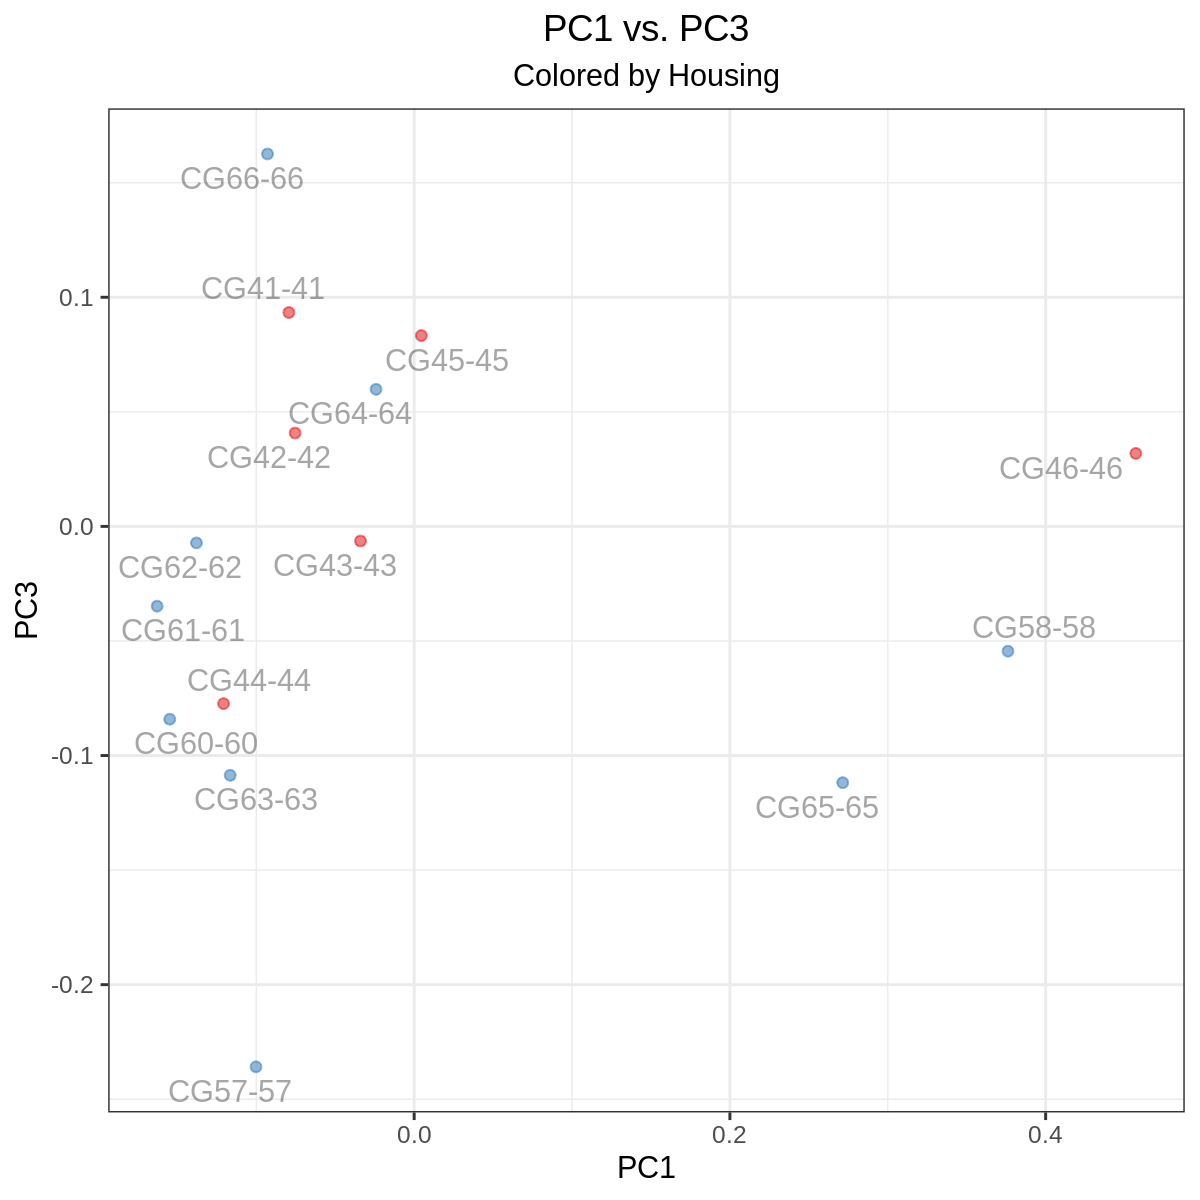 PC1 vs. PC3
Colored by Housing
CG66-66
CG41-41
0.1
CG45-45
CG64-64
CG42-42
CG46-46
0.0
CG43-43
CG62-62
PC3
CG61-61
CG58-58
CG44-44
CG60-60
-0.1
CG63-63
CG65-65
-0.2
CG57-57
0.0 0.2 0.4
PC1